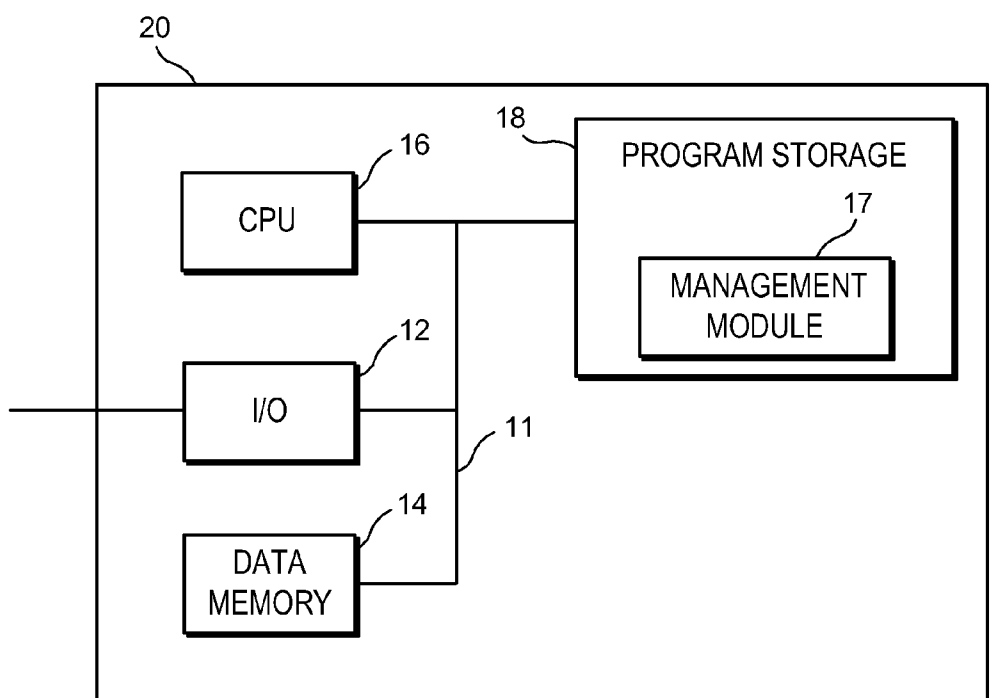 20
18
PROGRAM STORAGE
16
CPU
17
MANAGEMENT
MODULE
12
I/O
11
14
DATA
MEMORY